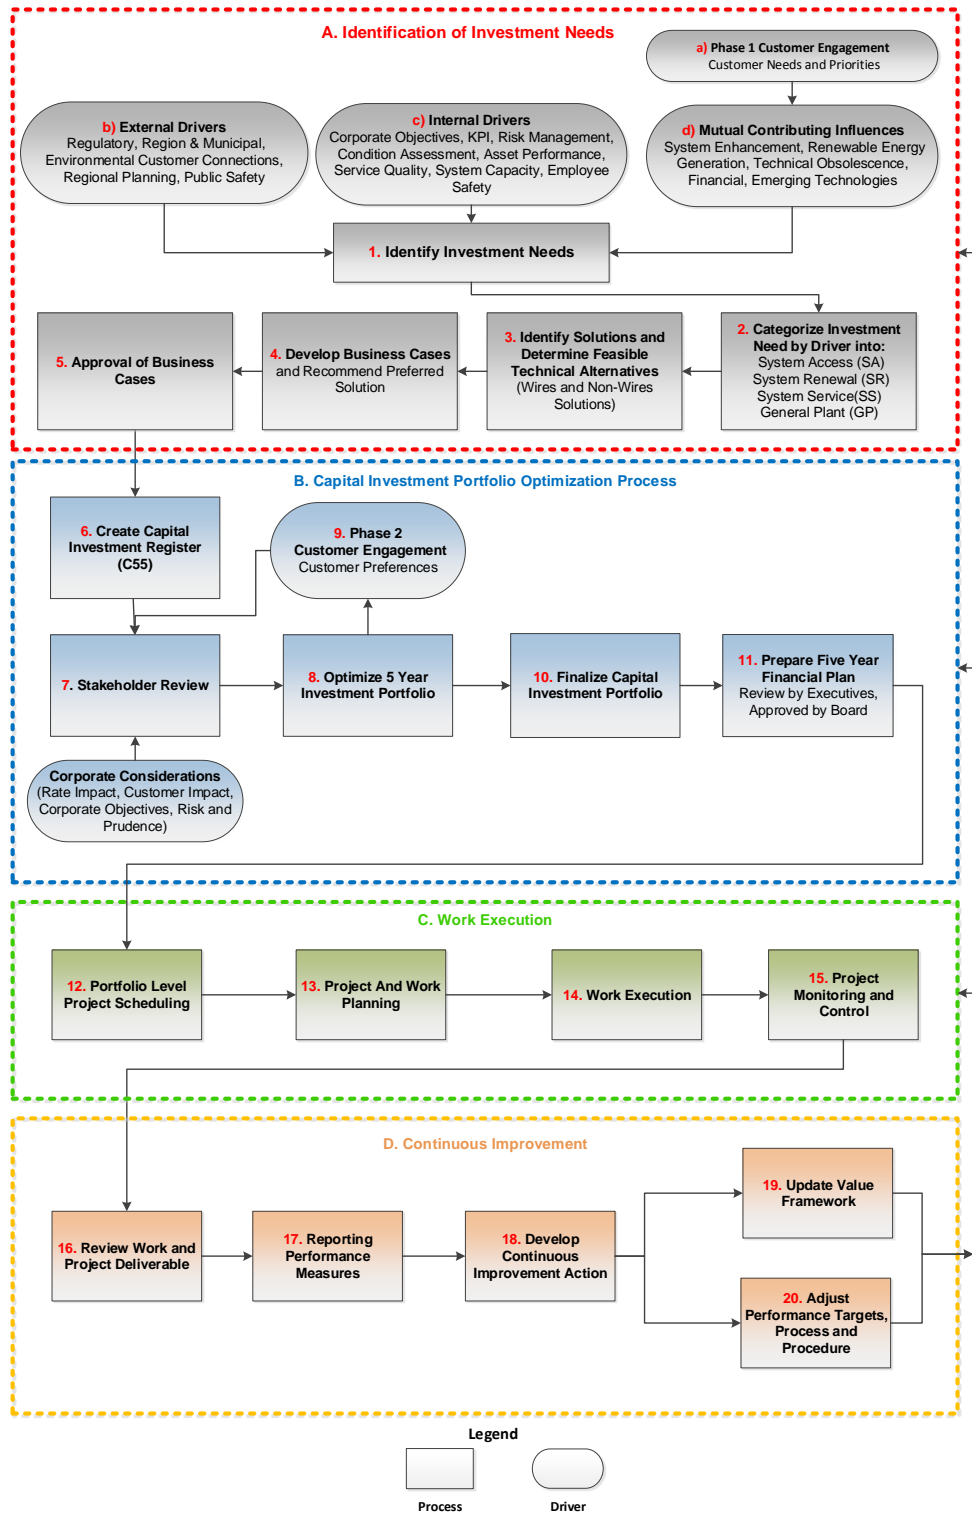 A. Identification of Investment Needs
a) Phase 1 Customer Engagement
Customer Needs and Priorities
b) External Drivers
Regulatory, Region & Municipal,
Environmental Customer Connections,
Regional Planning, Public Safety
c) Internal Drivers
Corporate Objectives, KPI, Risk Management,
Condition Assessment, Asset Performance,
Service Quality, System Capacity, Employee
Safety
d) Mutual Contributing Influences
System Enhancement, Renewable Energy
Generation, Technical Obsolescence,
Financial, Emerging Technologies
1. Identify Investment Needs
5. Approval of Business
Cases
4. Develop Business Cases
and Recommend Preferred
Solution
3. Identify Solutions and
Determine Feasible
Technical Alternatives
(Wires and Non-Wires
Solutions)
2. Categorize Investment
Need by Driver into:
System Access (SA)
System Renewal (SR)
System Service(SS)
General Plant (GP)
B. Capital Investment Portfolio Optimization Process
6. Create Capital
Investment Register
(C55)
9. Phase 2
Customer Engagement
Customer Preferences
7. Stakeholder Review
8. Optimize 5 Year
Investment Portfolio
10. Finalize Capital
Investment Portfolio
11. Prepare Five Year
Financial Plan
Review by Executives,
Approved by Board
Corporate Considerations
(Rate Impact, Customer Impact,
Corporate Objectives, Risk and
Prudence)
C. Work Execution
12. Portfolio Level
Project Scheduling
13. Project And Work
Planning
14. Work Execution
15. Project
Monitoring and
Control
D. Continuous Improvement
16. Review Work and
Project Deliverable
17. Reporting
Performance
Measures
18. Develop
Continuous
Improvement Action
19. Update Value
Framework
20. Adjust
Performance Targets,
Process and
Procedure
Legend
Process
Driver